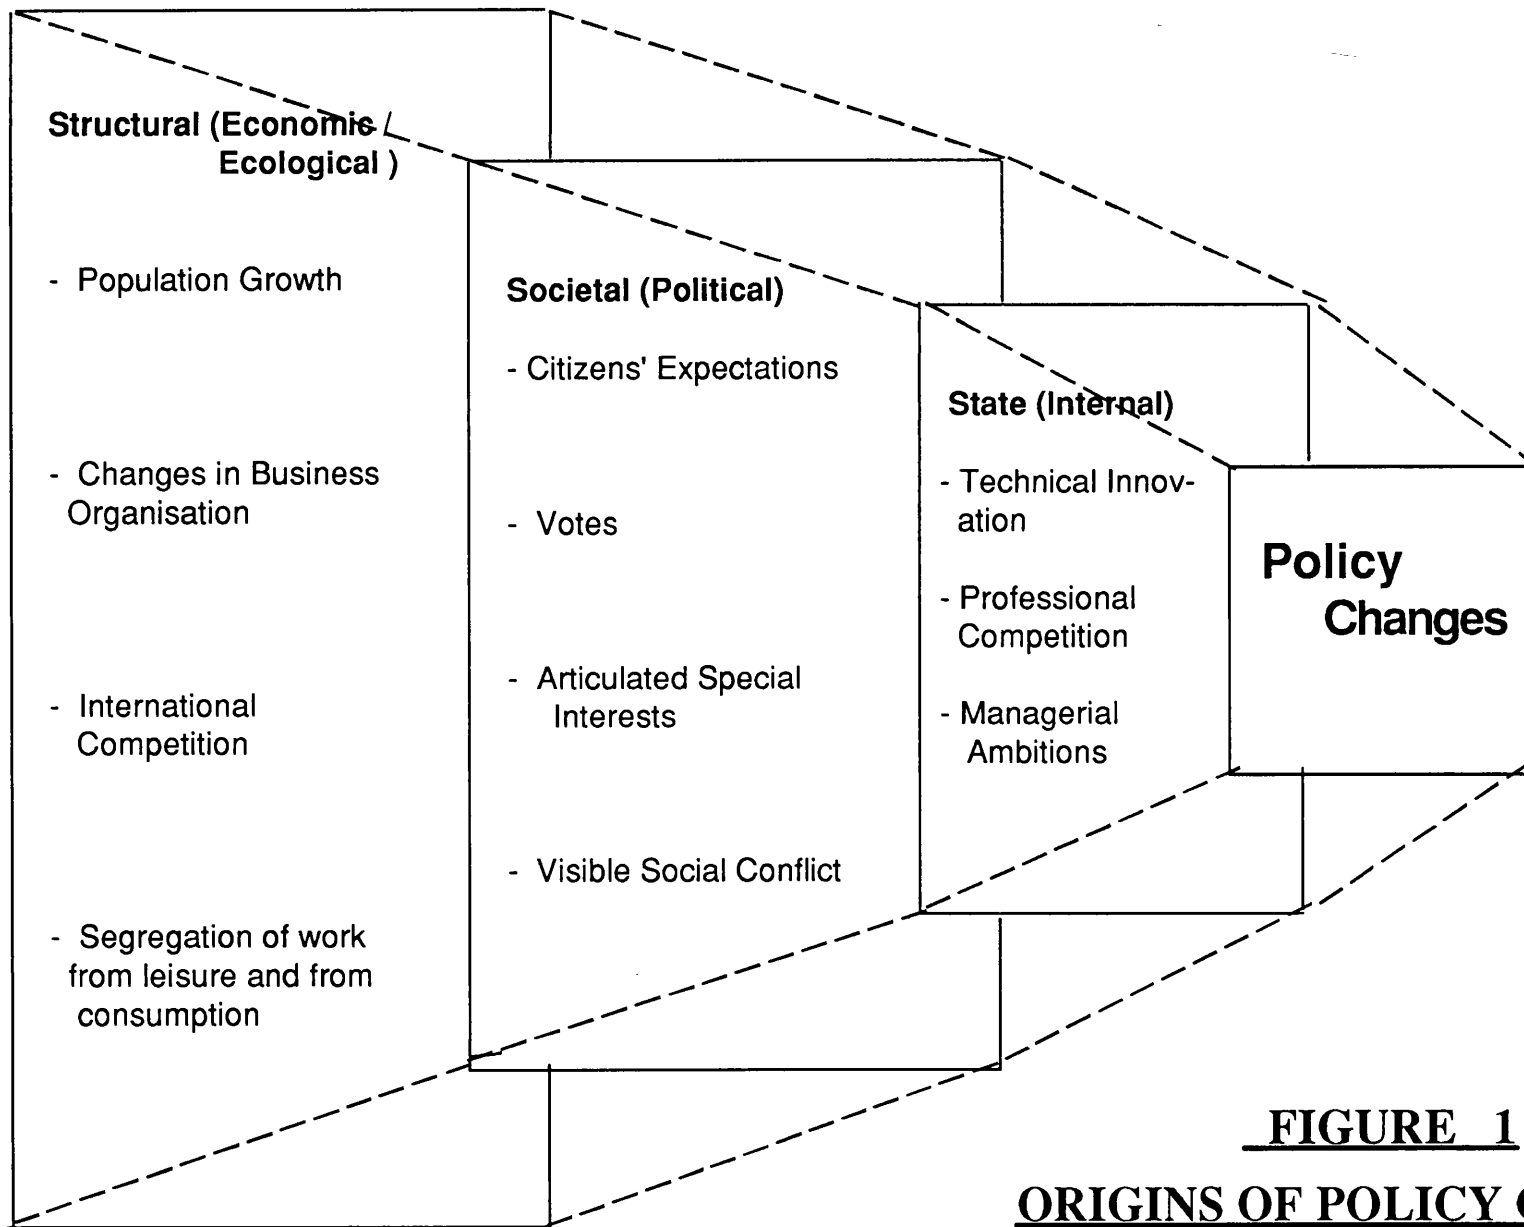 Structural (Economic /
Ecological )
- Population Growth
- Changes in Business
Organisation
- International
Competition
- Segregation of work
from leisure and from
consumption
Societal (Political)
- Citizens' Expectations
- Votes
- Articulated Special
Interests
- Visible Social Conflict
State (Internal)
- Technical Innov-
ation
- Professional
Competition
- Managerial
Ambitions
Policy
Changes
FIGURE 1
ORIGINS OF POLICY